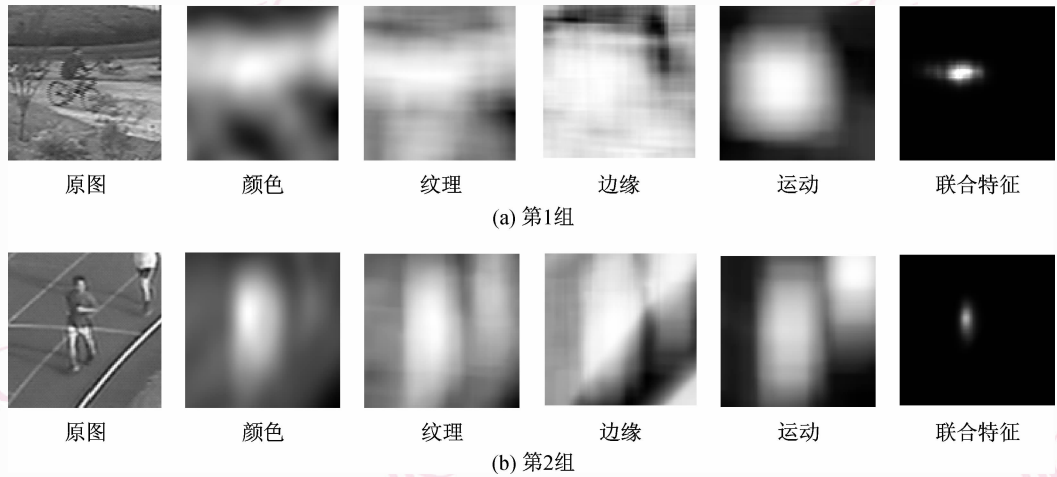 原图 颜色 纹理 边缘 运动 联合特征
(a) 第1组
原图 颜色 纹理 边缘 运动 联合特征
(b) 第2组